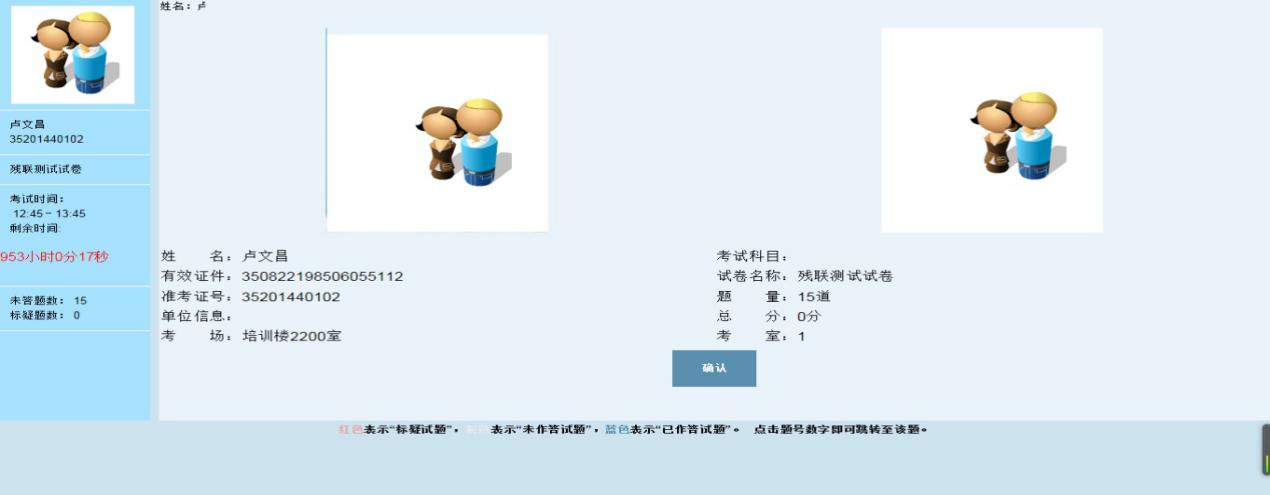 姓名：卢
卢文昌
35201440102
残联测试试卷
考试时间：
12:45 - 13:45
剩余时间:
953小时0分17秒
未答题数： 15
标疑题数： 0
姓　　名：卢文昌
有效证件：350822198506055112
准考证号：35201440102
单位信息：
考　　场：培训楼2200室
考试科目：
试卷名称：残联测试试卷
题　　量：15道
总　　分：0分
考　　室：1
确认
红色表示“标疑试题”，灰色表示“未作答试题”，蓝色表示“已作答试题”。 点击题号数字即可跳转至该题。